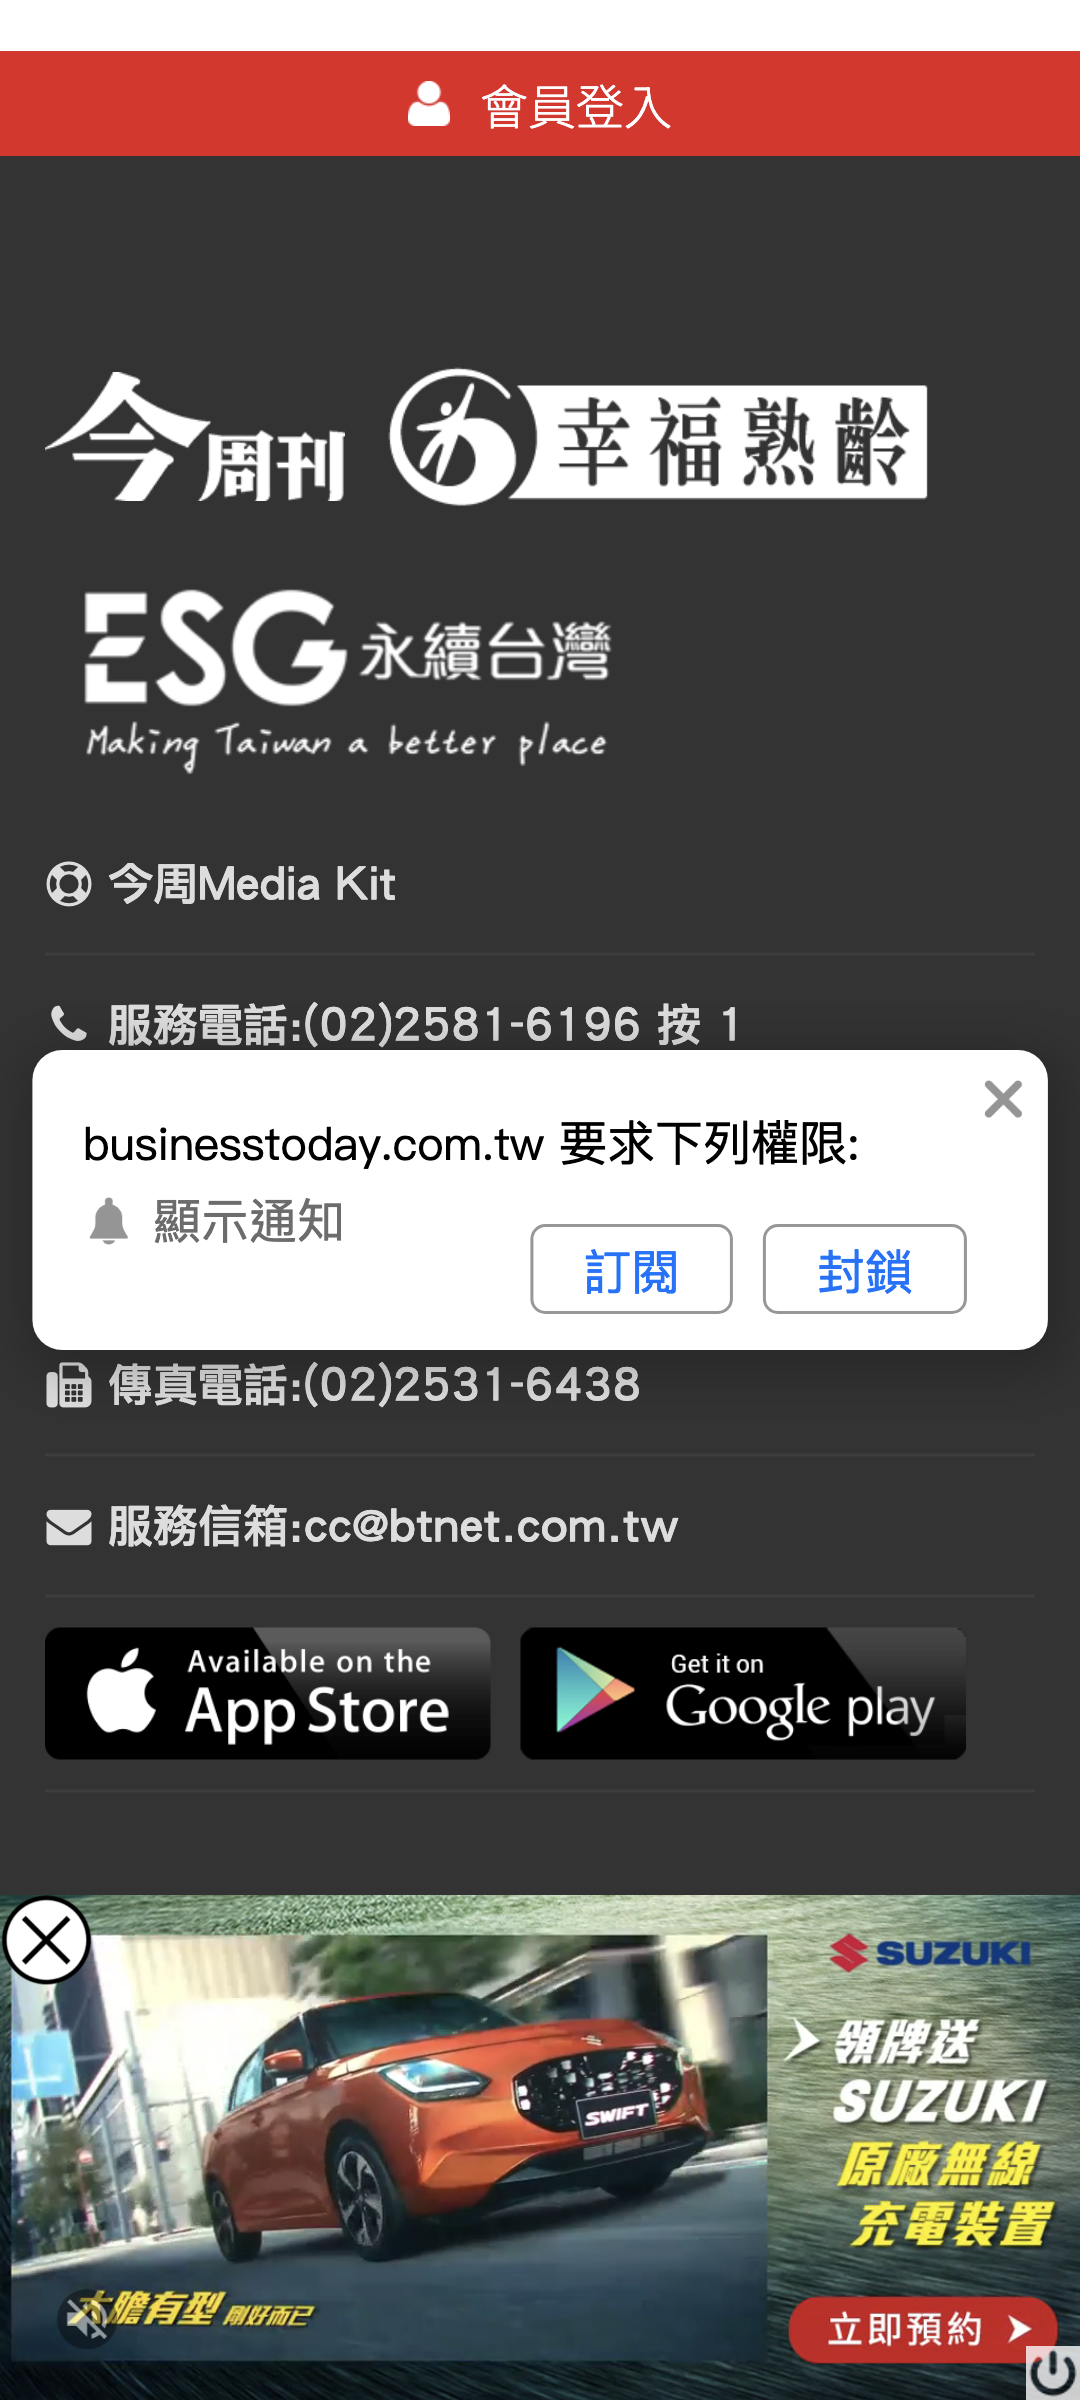 會員登入
今周刊
幸福熟齡
ESG永續台灣
Making Taiwan a better place
今周Media Kit
服務電話:(02)2581-6196 按 1
businesstoday.com.tw 要求下列權限:
顯示通知
訂閱
封鎖
傳真電話:(02)2531-6438
服務信箱:cc@btnet.com.tw
Available on the
App Store
Get it on
Google play
SUZUKI
領牌送
SUZUKI
原廠無線
充電裝置
SWIFT
大膽有型 剛好而已
立即預約